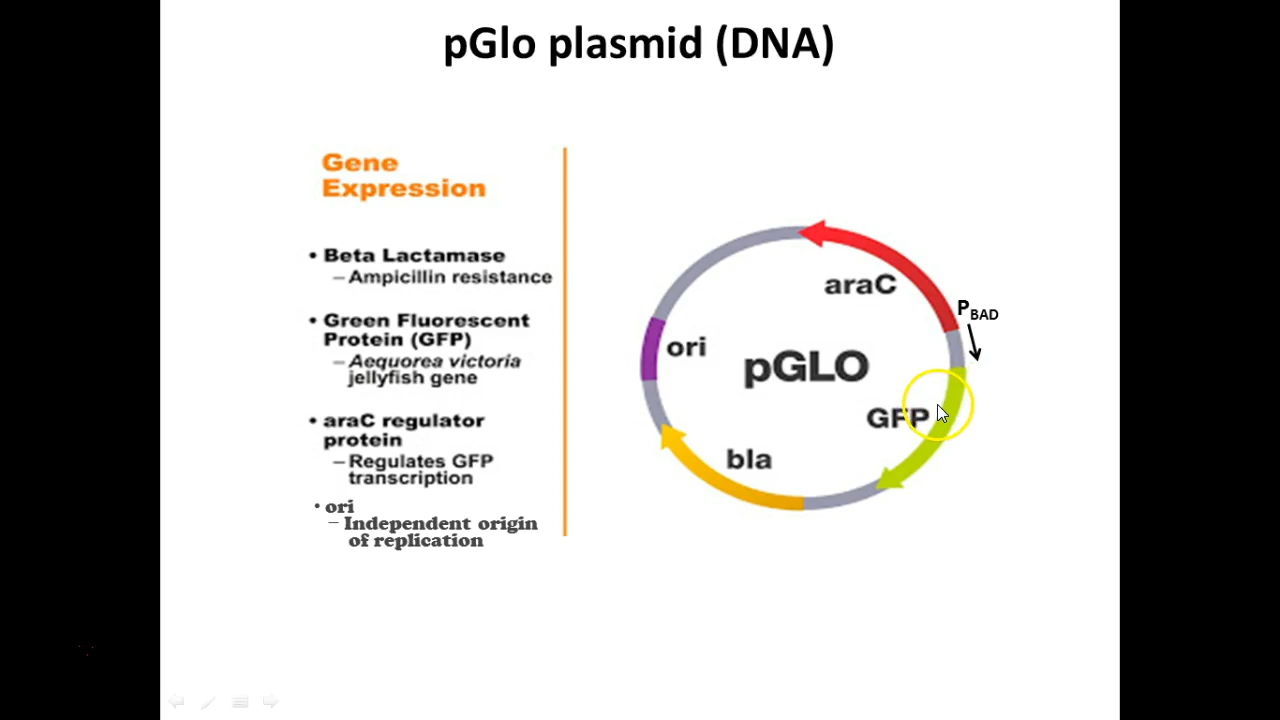 pGlo plasmid (DNA)
Gene
Expression
• Beta Lactamase
– Ampicillin resistance
• Green Fluorescent
Protein (GFP)
– Aequorea victoria
jellyfish gene
• araC regulator
protein
– Regulates GFP
transcription
• ori
– Independent origin
of replication
araC
PBAD
ori
pGLO
GFP
bla